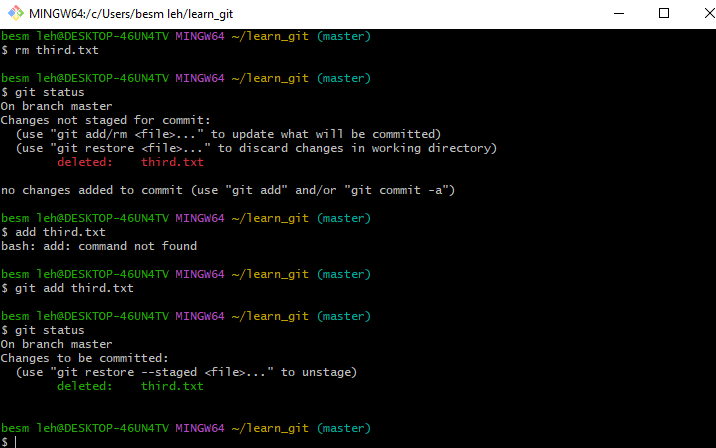 MINGW64:/c/Users/besm leh/learn_git
besm leh@DESKTOP-46UN4TV MINGW64 ~/learn_git (master)
$ rm third.txt
besm leh@DESKTOP-46UN4TV MINGW64 ~/learn_git (master)
$ git status
On branch master
Changes not staged for commit:
  (use "git add/rm <file>..." to update what will be committed)
  (use "git restore <file>..." to discard changes in working directory)
        deleted:    third.txt
no changes added to commit (use "git add" and/or "git commit -a")
besm leh@DESKTOP-46UN4TV MINGW64 ~/learn_git (master)
$ add third.txt
bash: add: command not found
besm leh@DESKTOP-46UN4TV MINGW64 ~/learn_git (master)
$ git add third.txt
besm leh@DESKTOP-46UN4TV MINGW64 ~/learn_git (master)
$ git status
On branch master
Changes to be committed:
  (use "git restore --staged <file>..." to unstage)
        deleted:    third.txt
besm leh@DESKTOP-46UN4TV MINGW64 ~/learn_git (master)
$